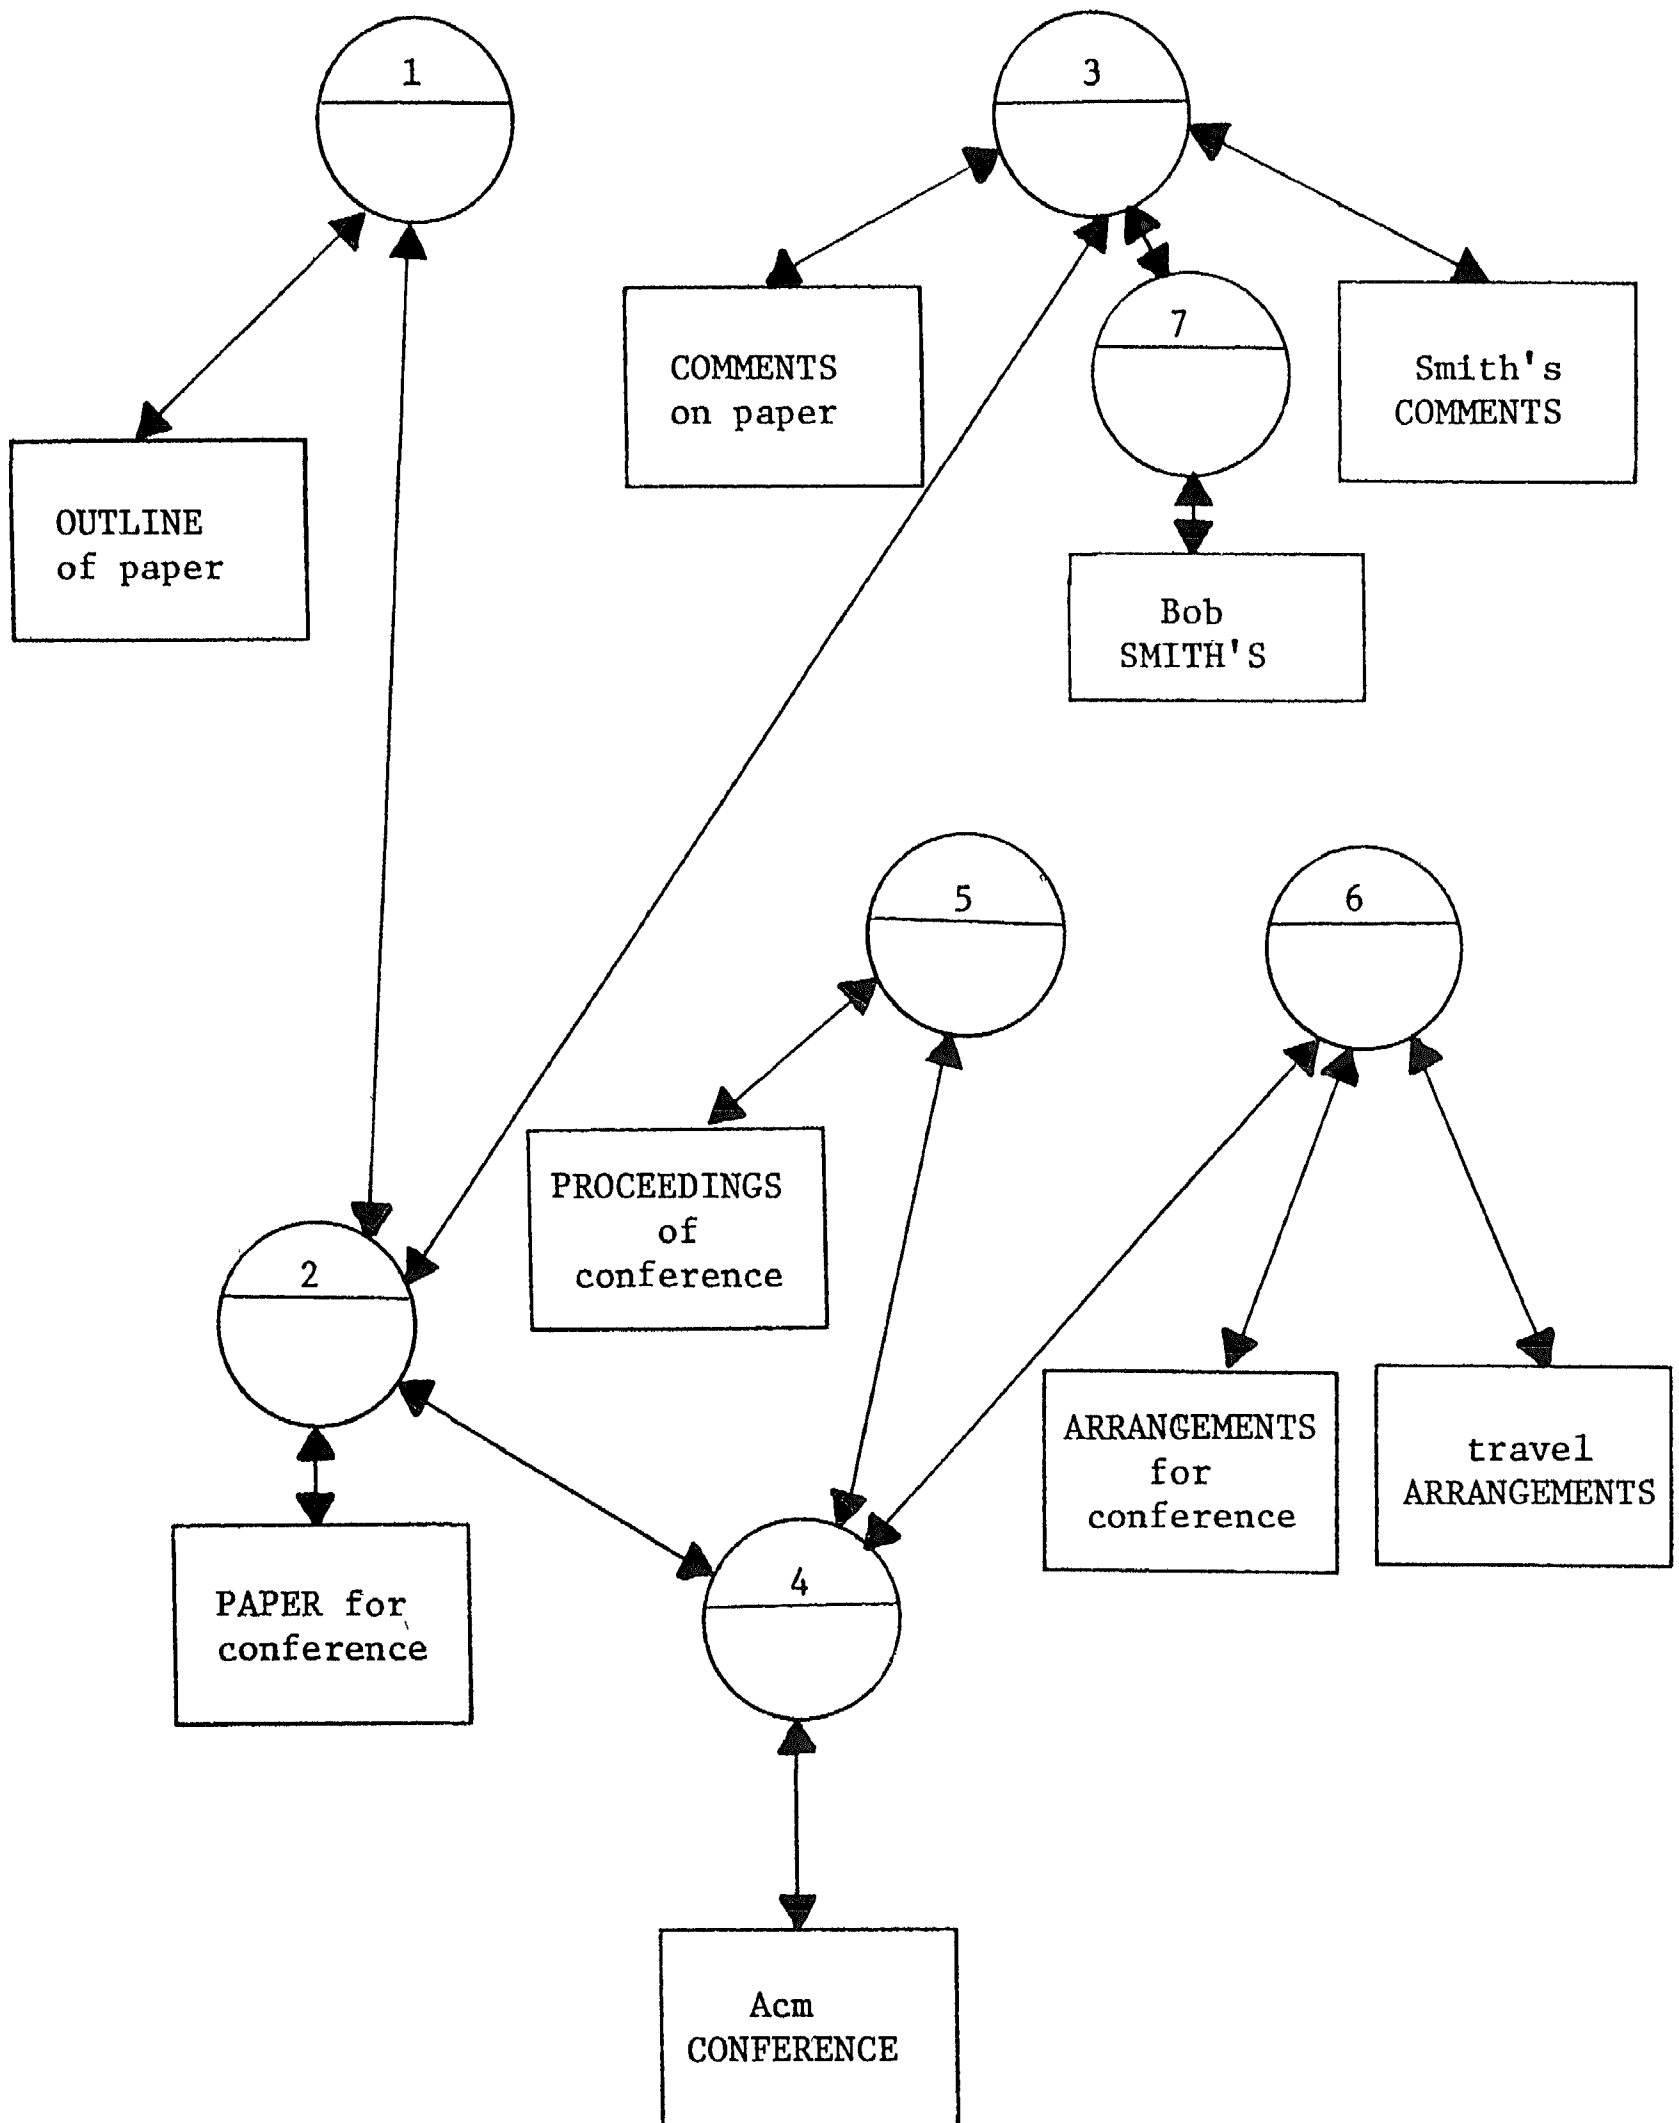 1
3
7
COMMENTS
on paper
Smith's
COMMENTS
OUTLINE
of paper
Bob
SMITH'S
5
6
PROCEEDINGS
of
conference
2
ARRANGEMENTS
for
conference
travel
ARRANGEMENTS
4
PAPER for
conference
Acm
CONFERENCE